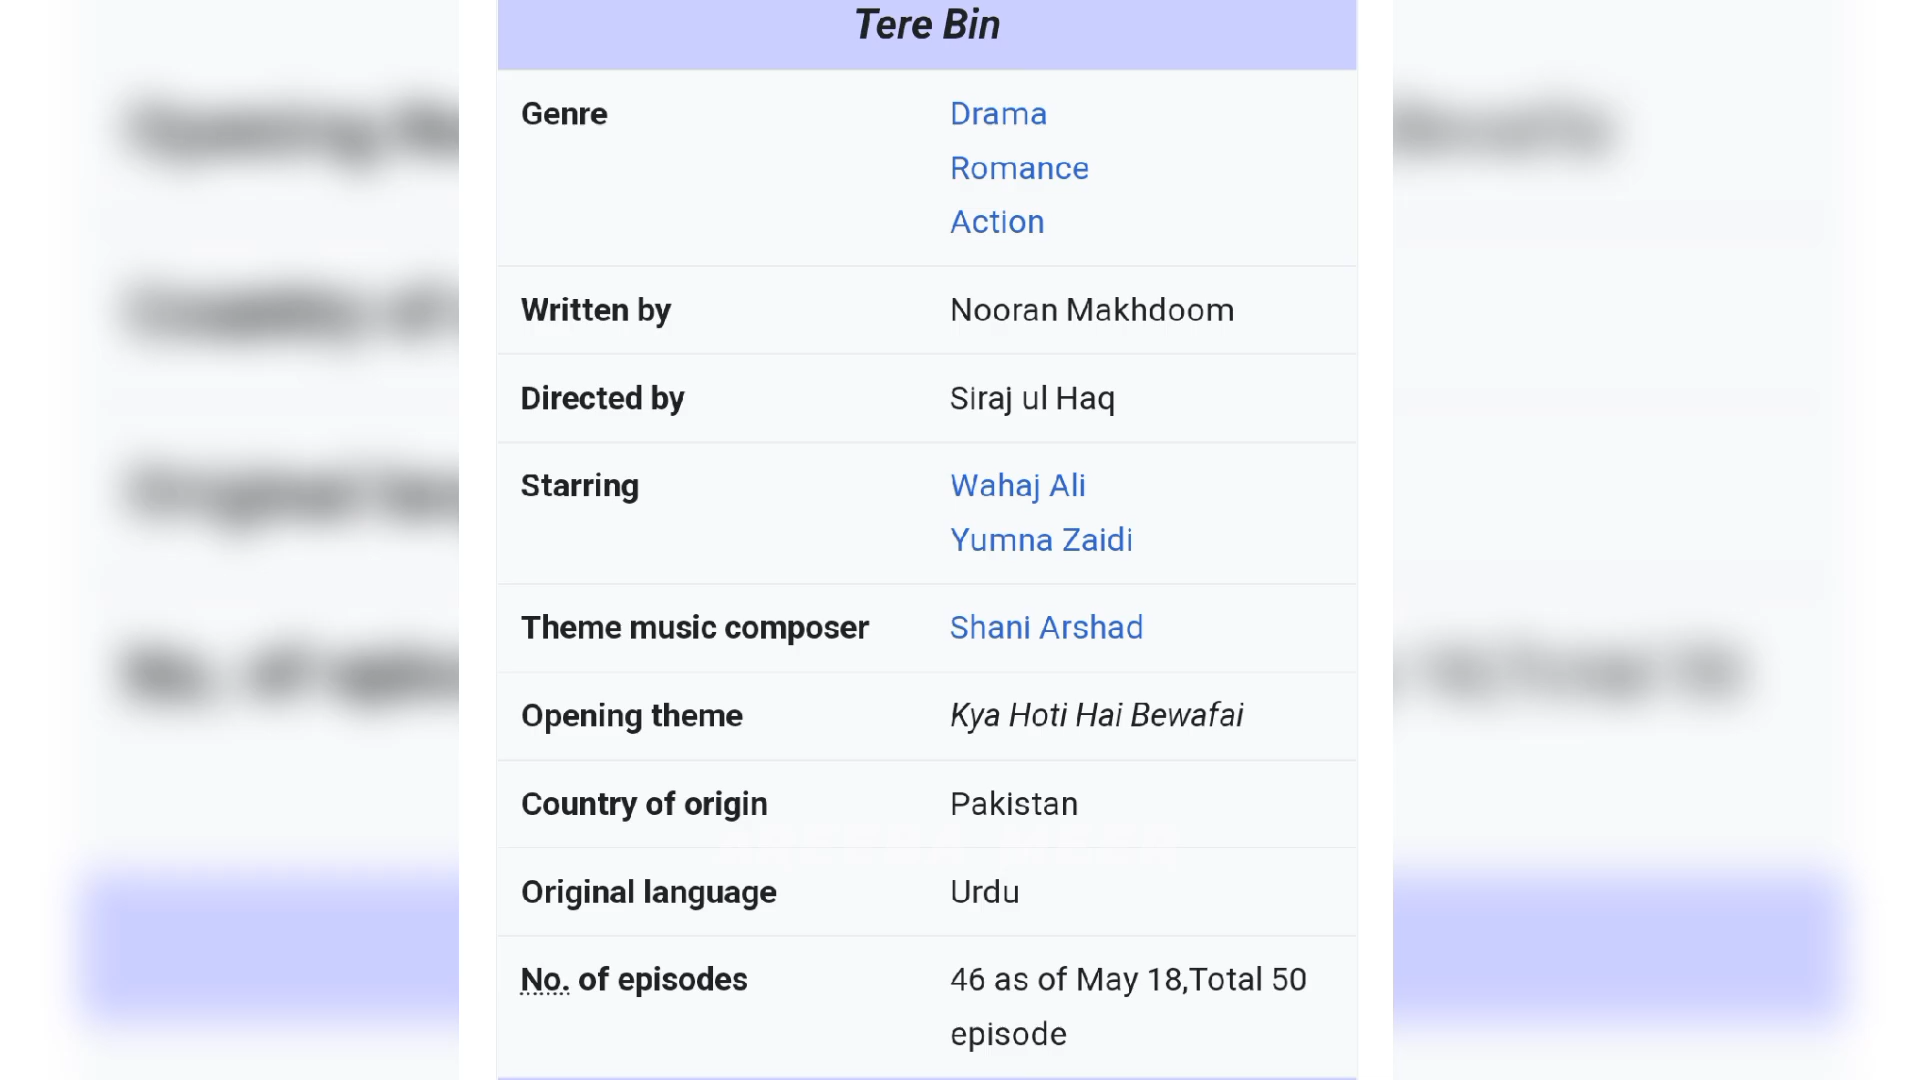 Tere Bin
Genre Drama
Romance
Action
Written by Nooran Makhdoom
Directed by Siraj ul Haq
Starring Wahaj Ali
Yumna Zaidi
Theme music composer Shani Arshad
Opening theme Kya Hoti Hai Bewafai
Country of origin Pakistan
Original language Urdu
No. of episodes 46 as of May 18,Total 50
episode